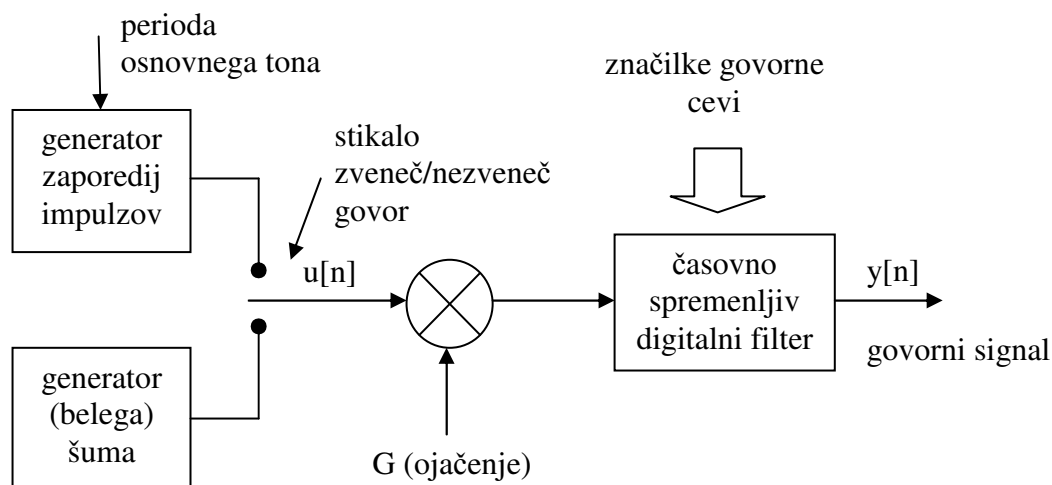 perioda
osnovnega tona
generator
zaporedij
impulzov
stikalo
zveneč/nezveneč
govor
značilke govorne
cevi
u[n]
časovno
spremenljiv
digitalni filter
y[n]
govorni signal
generator
(belega)
šuma
G (ojačenje)